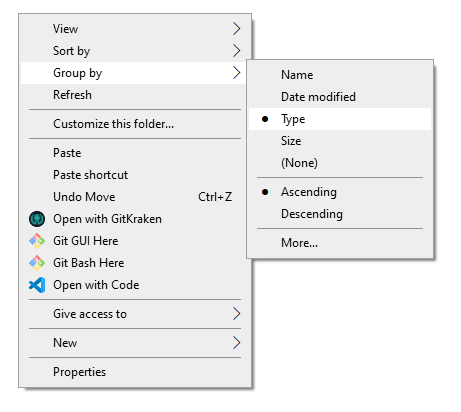 View
Sort by
Group by
Refresh
Customize this folder...
Paste
Paste shortcut
Undo Move Ctrl+Z
Open with GitKraken
Git GUI Here
Git Bash Here
Open with Code
Give access to
New
Properties
Name
Date modified
Type
Size
(None)
Ascending
Descending
More...